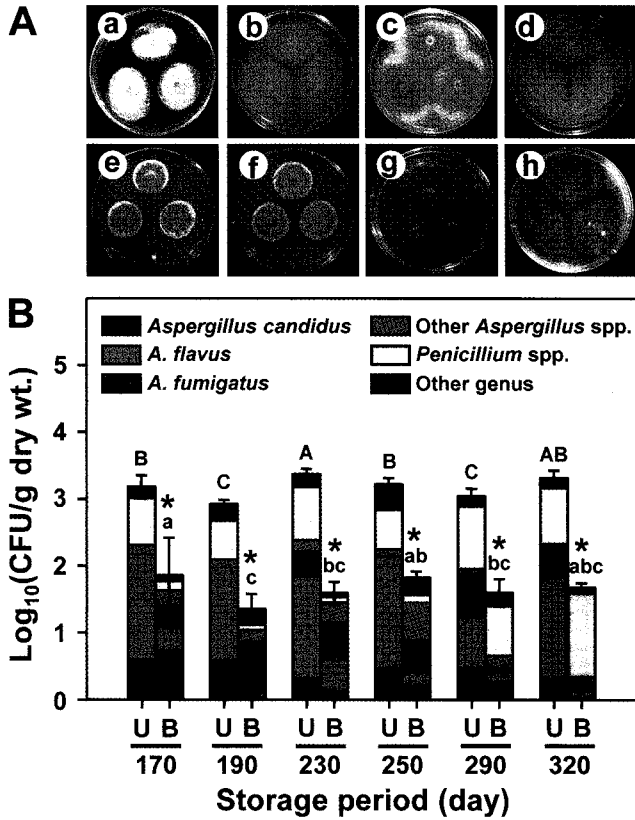 A
a b c d
e f g h
B
Aspergillus candidus
A. flavus
A. fumigatus
Other Aspergillus spp.
Penicillium spp.
Other genus
Log10(CFU/g dry wt.)
5
4
3
2
1
0
B * a C * c A * bc B * ab C * bc AB * abc
U B U B U B U B U B U B
170 190 230 250 290 320
Storage period (day)